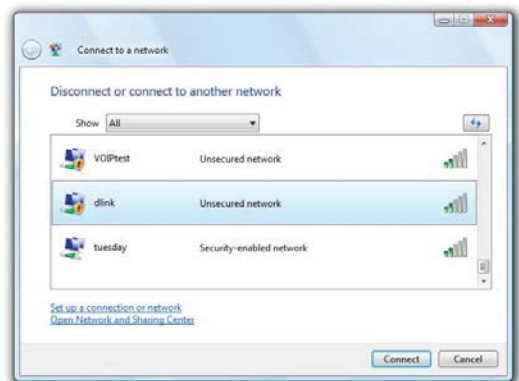 Connect to a network
Disconnect or connect to another network
Show All
VOIPtest Unsecured network
dlink Unsecured network
tuesday Security-enabled network
Set up a connection or network
Open Network and Sharing Center
Connect Cancel